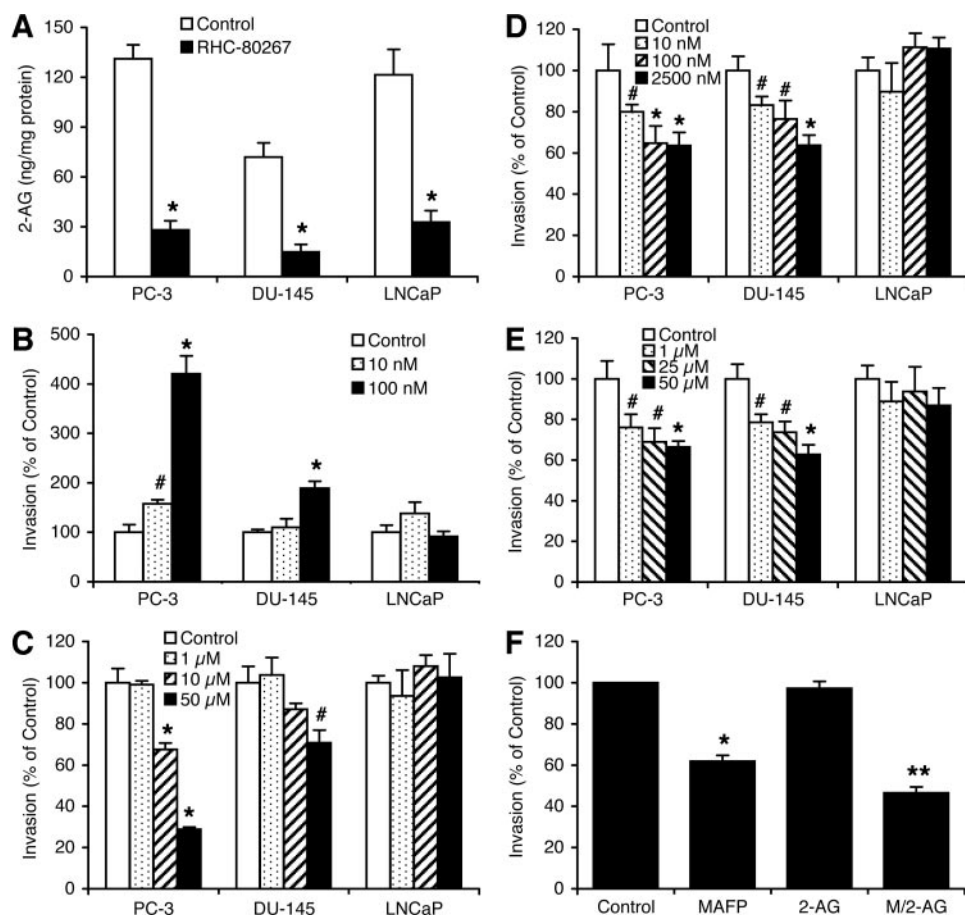 A
Control
RHC-80267
2-AG (ng/mg protein)
150
120
90
60
30
0
*
*
*
PC-3
DU-145
LNCaP
B
Control
10 nM
100 nM
Invasion (% of Control)
500
400
300
200
100
0
#
*
*
PC-3
DU-145
LNCaP
C
Control
1 µM
10 µM
50 µM
Invasion (% of Control)
120
100
80
60
40
20
0
*
*
#
PC-3
DU-145
LNCaP
D
Control
10 nM
100 nM
2500 nM
Invasion (% of Control)
120
100
80
60
40
20
0
#
*
*
#
#
*
PC-3
DU-145
LNCaP
E
Control
1 µM
25 µM
50 µM
Invasion (% of Control)
120
100
80
60
40
20
0
#
#
*
#
#
*
PC-3
DU-145
LNCaP
F
Invasion (% of Control)
120
100
80
60
40
20
0
*
**
Control
MAFP
2-AG
M/2-AG